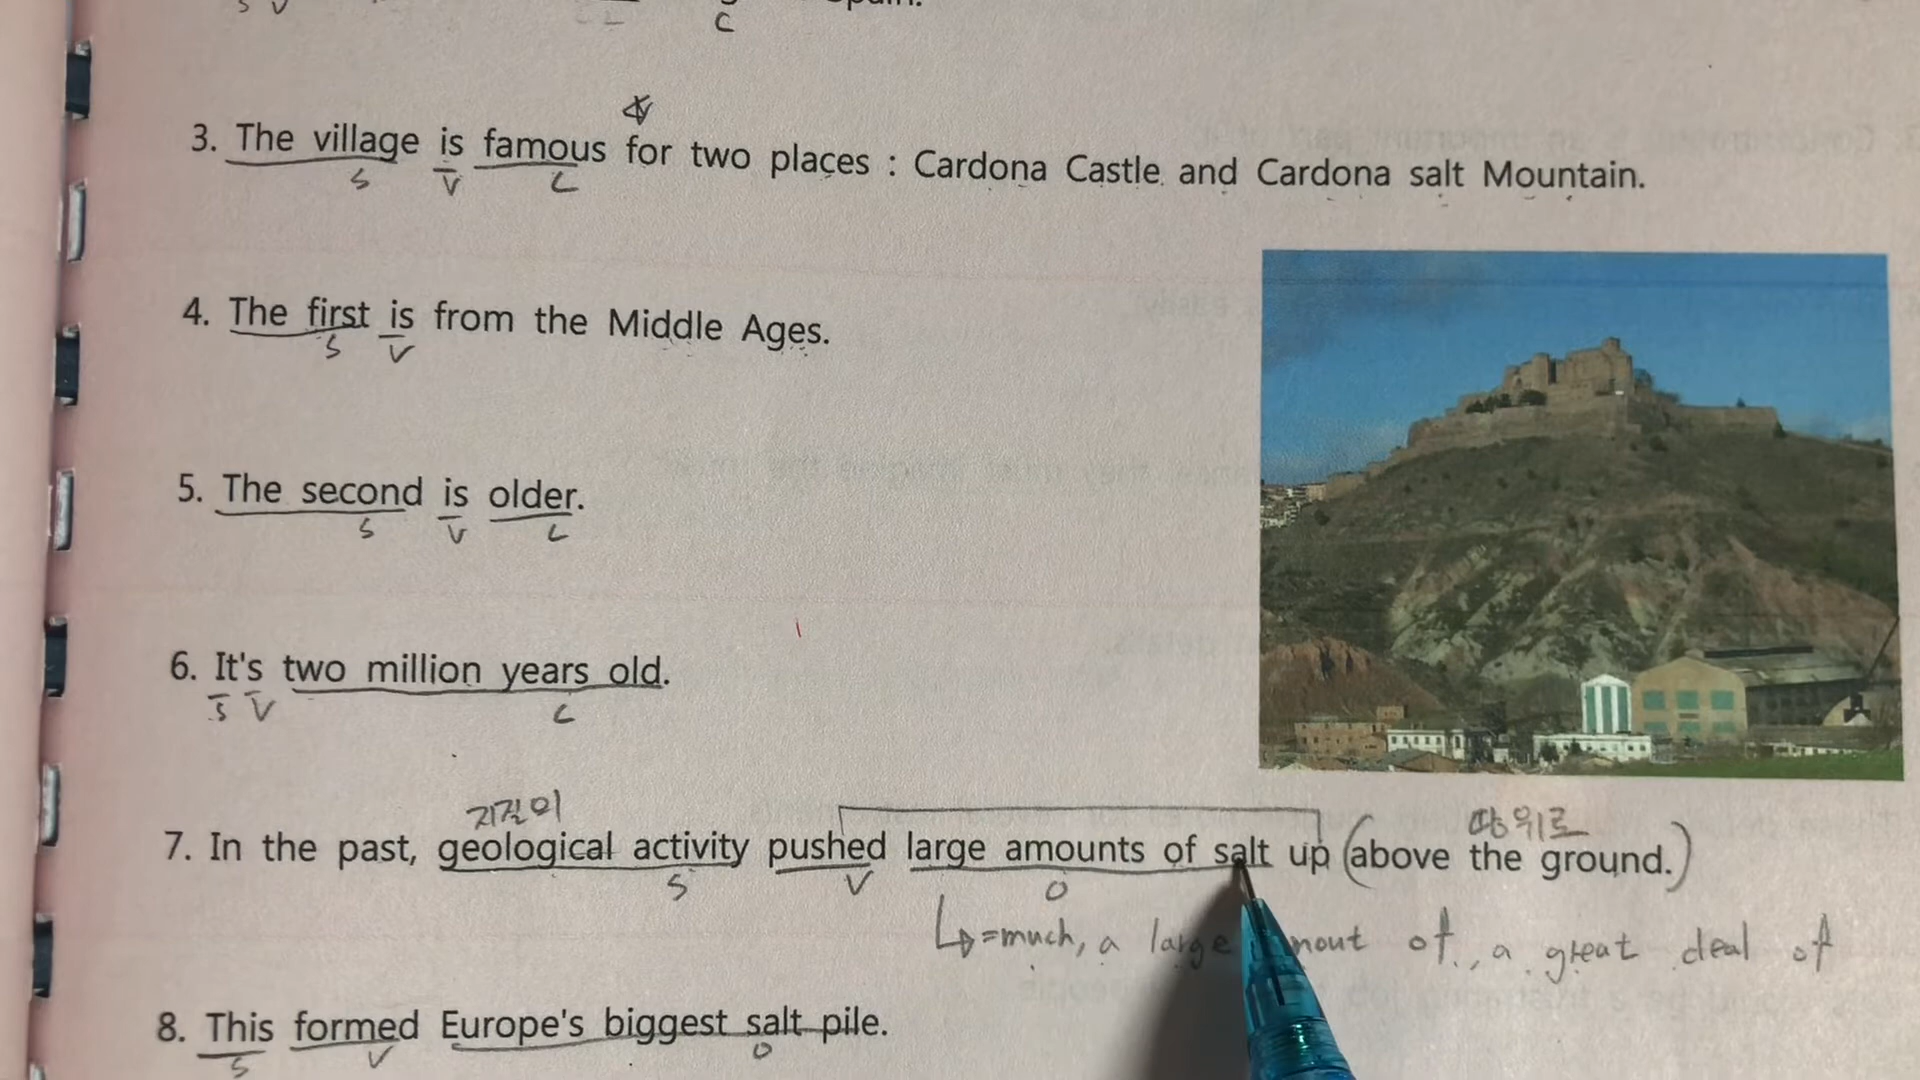 S V
C
3. The village is famous for two places : Cardona Castle and Cardona salt Mountain.
S V C
4. The first is from the Middle Ages.
S V
5. The second is older.
S V C
6. It's two million years old.
S V C
지질의 땅위로
7. In the past, geological activity pushed large amounts of salt up (above the ground.)
S V O
=much, a large mout of, a great deal of
8. This formed Europe's biggest salt pile.
S V O